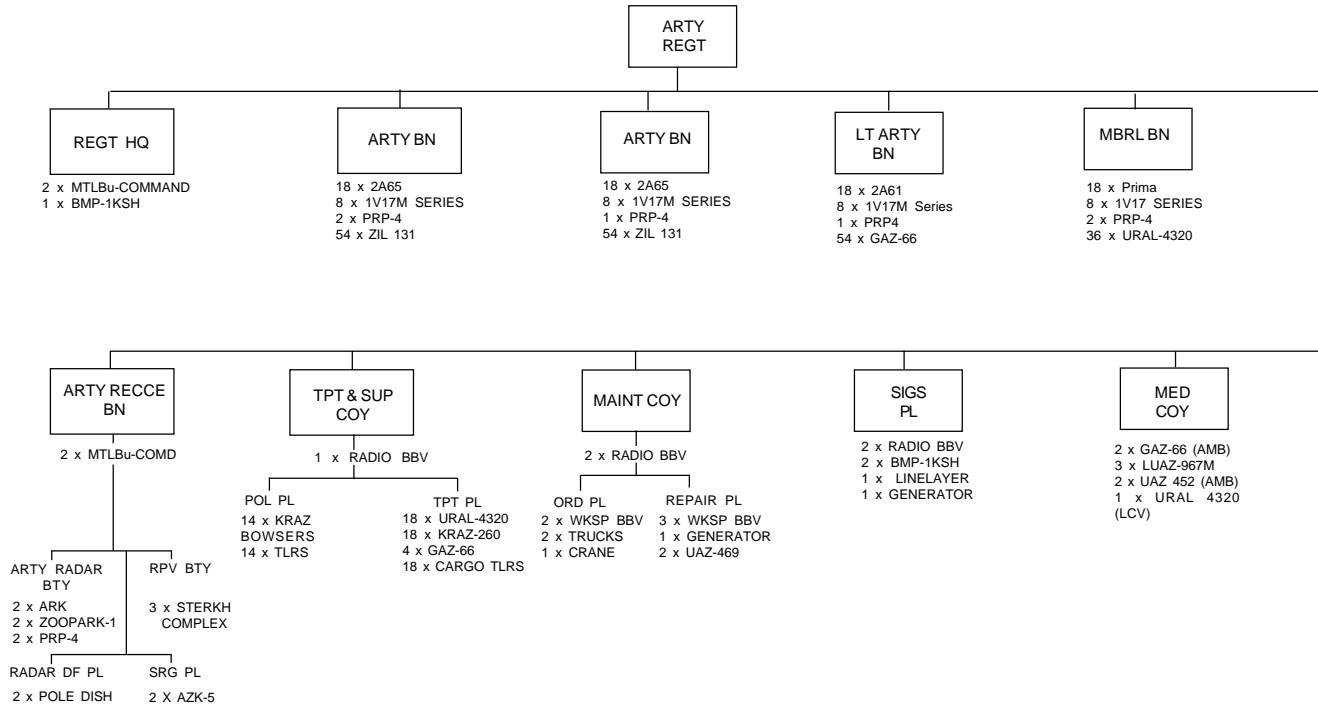 ARTY
REGT
REGT HQ
2 x MTLBu-COMMAND
1 x BMP-1KSH
ARTY BN
18 x 2A65
8 x 1V17M SERIES
2 x PRP-4
54 x ZIL 131
ARTY BN
18 x 2A65
8 x 1V17M SERIES
1 x PRP-4
54 x ZIL 131
LT ARTY
BN
18 x 2A61
8 x 1V17M Series
1 x PRP4
54 x GAZ-66
MBRL BN
18 x Prima
8 x 1V17 SERIES
2 x PRP-4
36 x URAL-4320
ARTY RECCE
BN
2 x MTLBu-COMD
ARTY RADAR
BTY
2 x ARK
2 x ZOOPARK-1
2 x PRP-4
RPV BTY
3 x STERKH
COMPLEX
RADAR DF PL
2 x POLE DISH
SRG PL
2 X AZK-5
TPT & SUP
COY
1 x RADIO BBV
POL PL
14 x KRAZ
BOWSERS
14 x TLRS
TPT PL
18 x URAL-4320
18 x KRAZ-260
4 x GAZ-66
18 x CARGO TLRS
MAINT COY
2 x RADIO BBV
ORD PL
2 x WKSP BBV
2 x TRUCKS
1 x CRANE
REPAIR PL
3 x WKSP BBV
1 x GENERATOR
2 x UAZ-469
SIGS
PL
2 x RADIO BBV
2 x BMP-1KSH
1 x LINELAYER
1 x GENERATOR
MED
COY
2 x GAZ-66 (AMB)
3 x LUAZ-967M
2 x UAZ 452 (AMB)
1 x URAL 4320
(LCV)